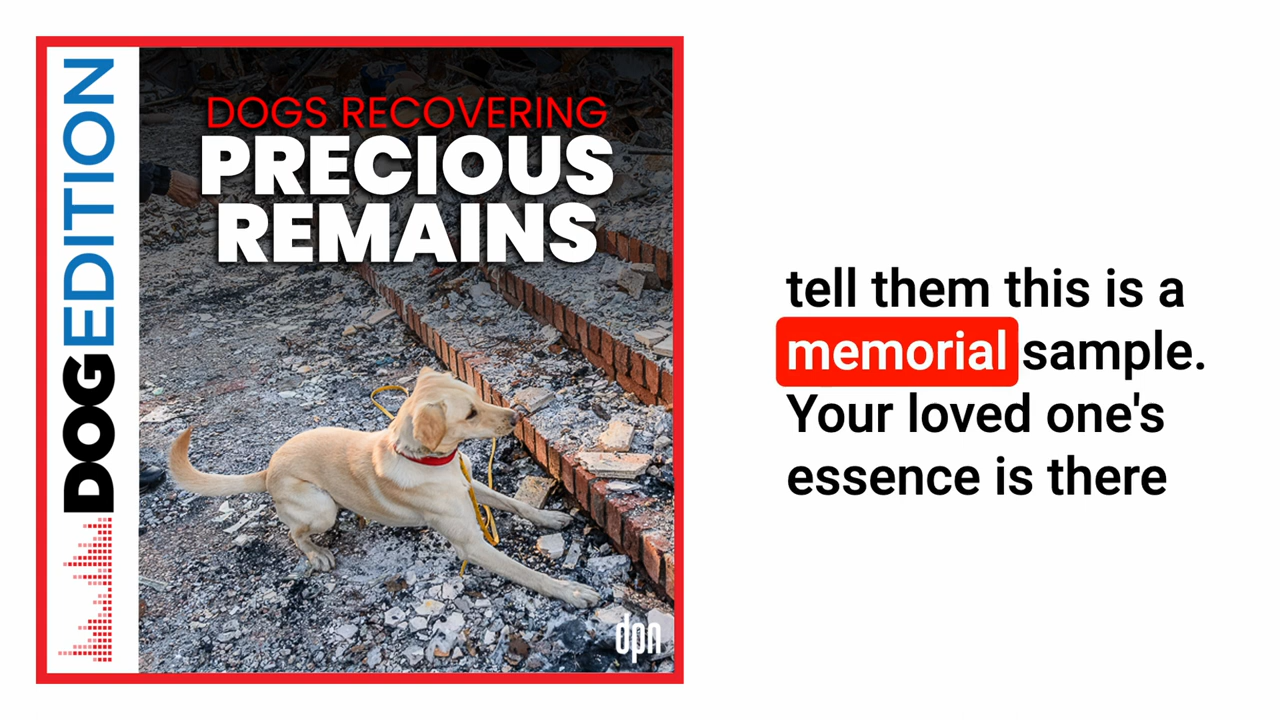 DOGEDITION
DOGS RECOVERING
PRECIOUS
REMAINS
dpn
tell them this is a
memorial sample.
Your loved one's
essence is there